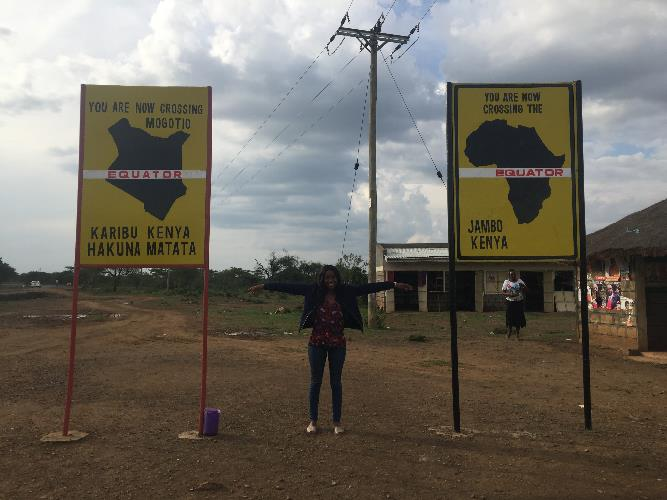 YOU ARE NOW CROSSING
MOGOTIO
EQUATOR
KARIBU KENYA
HAKUNA MATATA
YOU ARE NOW
CROSSING THE
EQUATOR
JAMBO
KENYA